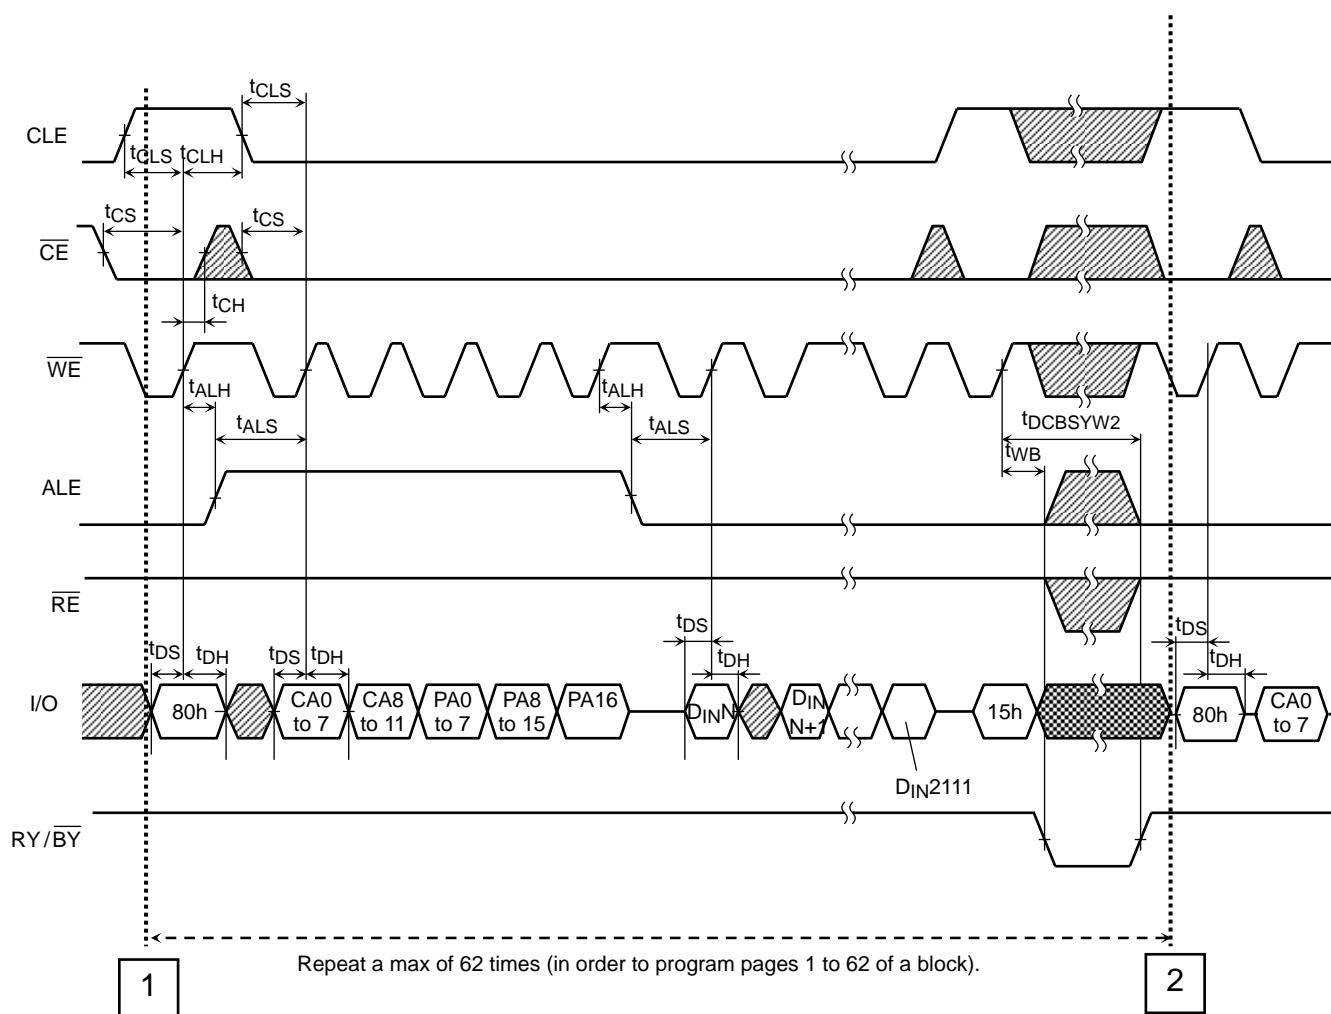 tCLS
CLE
tCLS tCLH
tCS tCS
CE
tCH
WE
tALH tALH
tALS tALS tDCBSYW2
tWB
ALE
RE
tDS tDS
tDS tDH tDS tDH tDH tDH
I/O
80h
CA0
to 7
CA8
to 11
PA0
to 7
PA8
to 15
PA16
DINN
DIN
N+1
15h
80h
CA0
to 7
DIN2111
RY/BY
Repeat a max of 62 times (in order to program pages 1 to 62 of a block).
1
2